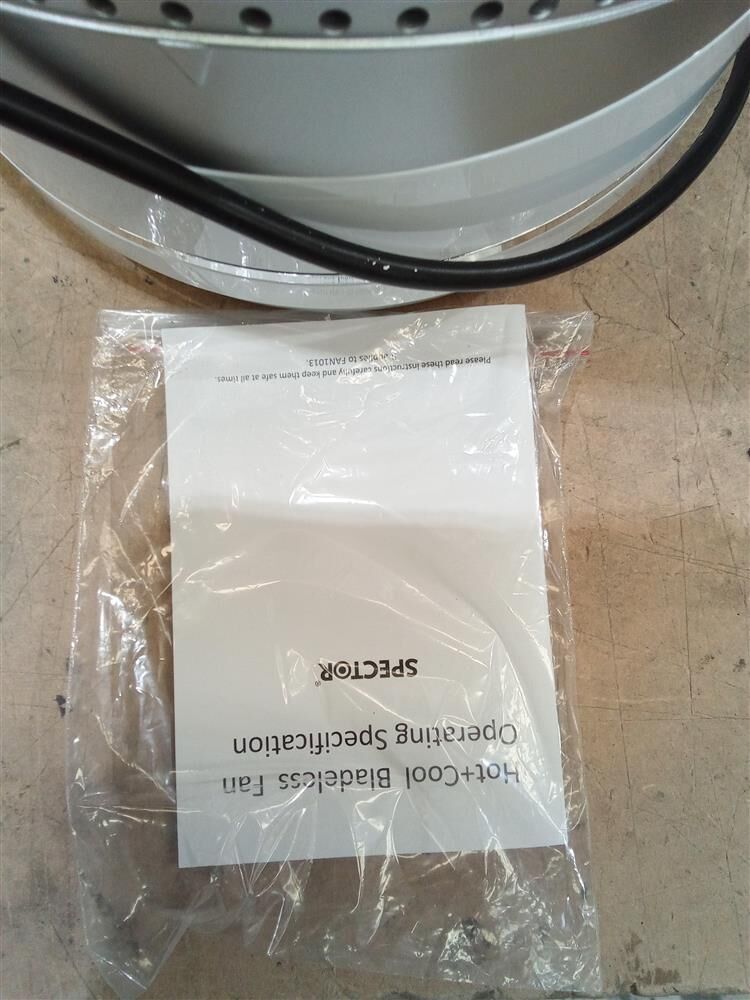 Hot+Cool Bladeless Fan
Operating Specification
SPECTOR®
Please read these instructions carefully and keep them safe at all times.
to FAN1013.